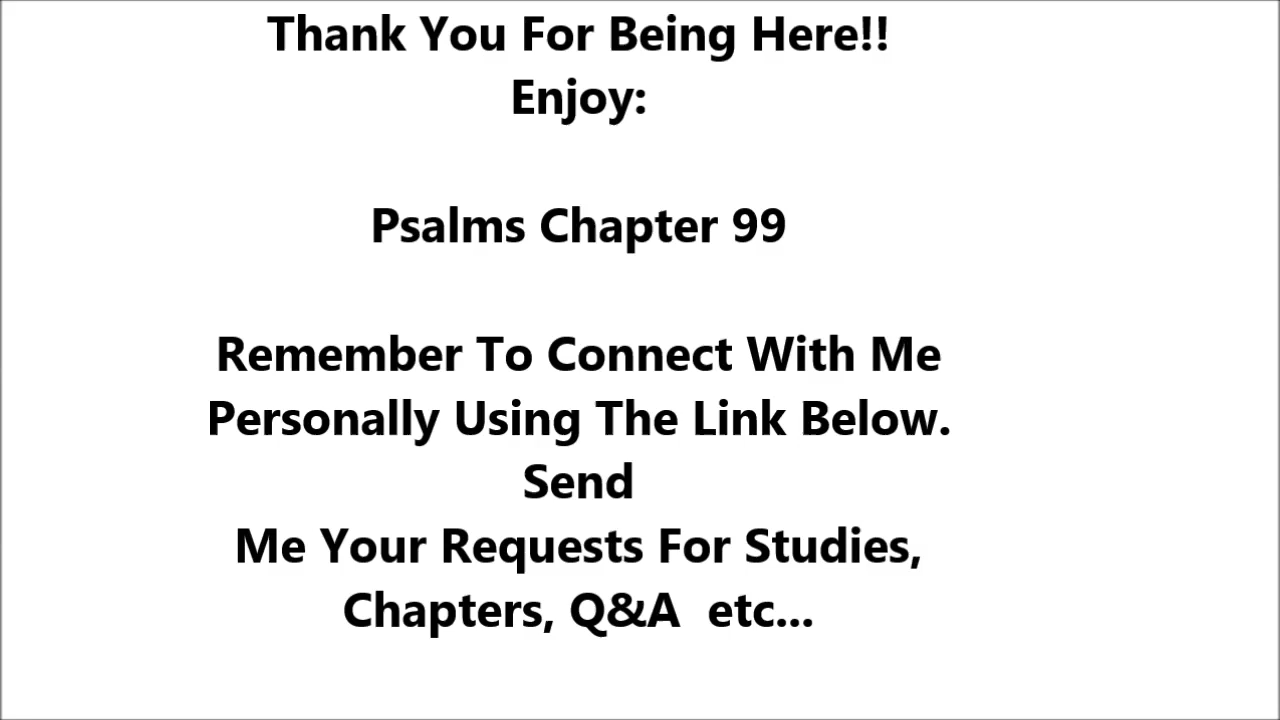 Thank You For Being Here!!
Enjoy:
Psalms Chapter 99
Remember To Connect With Me
Personally Using The Link Below.
Send
Me Your Requests For Studies,
Chapters, Q&A  etc...